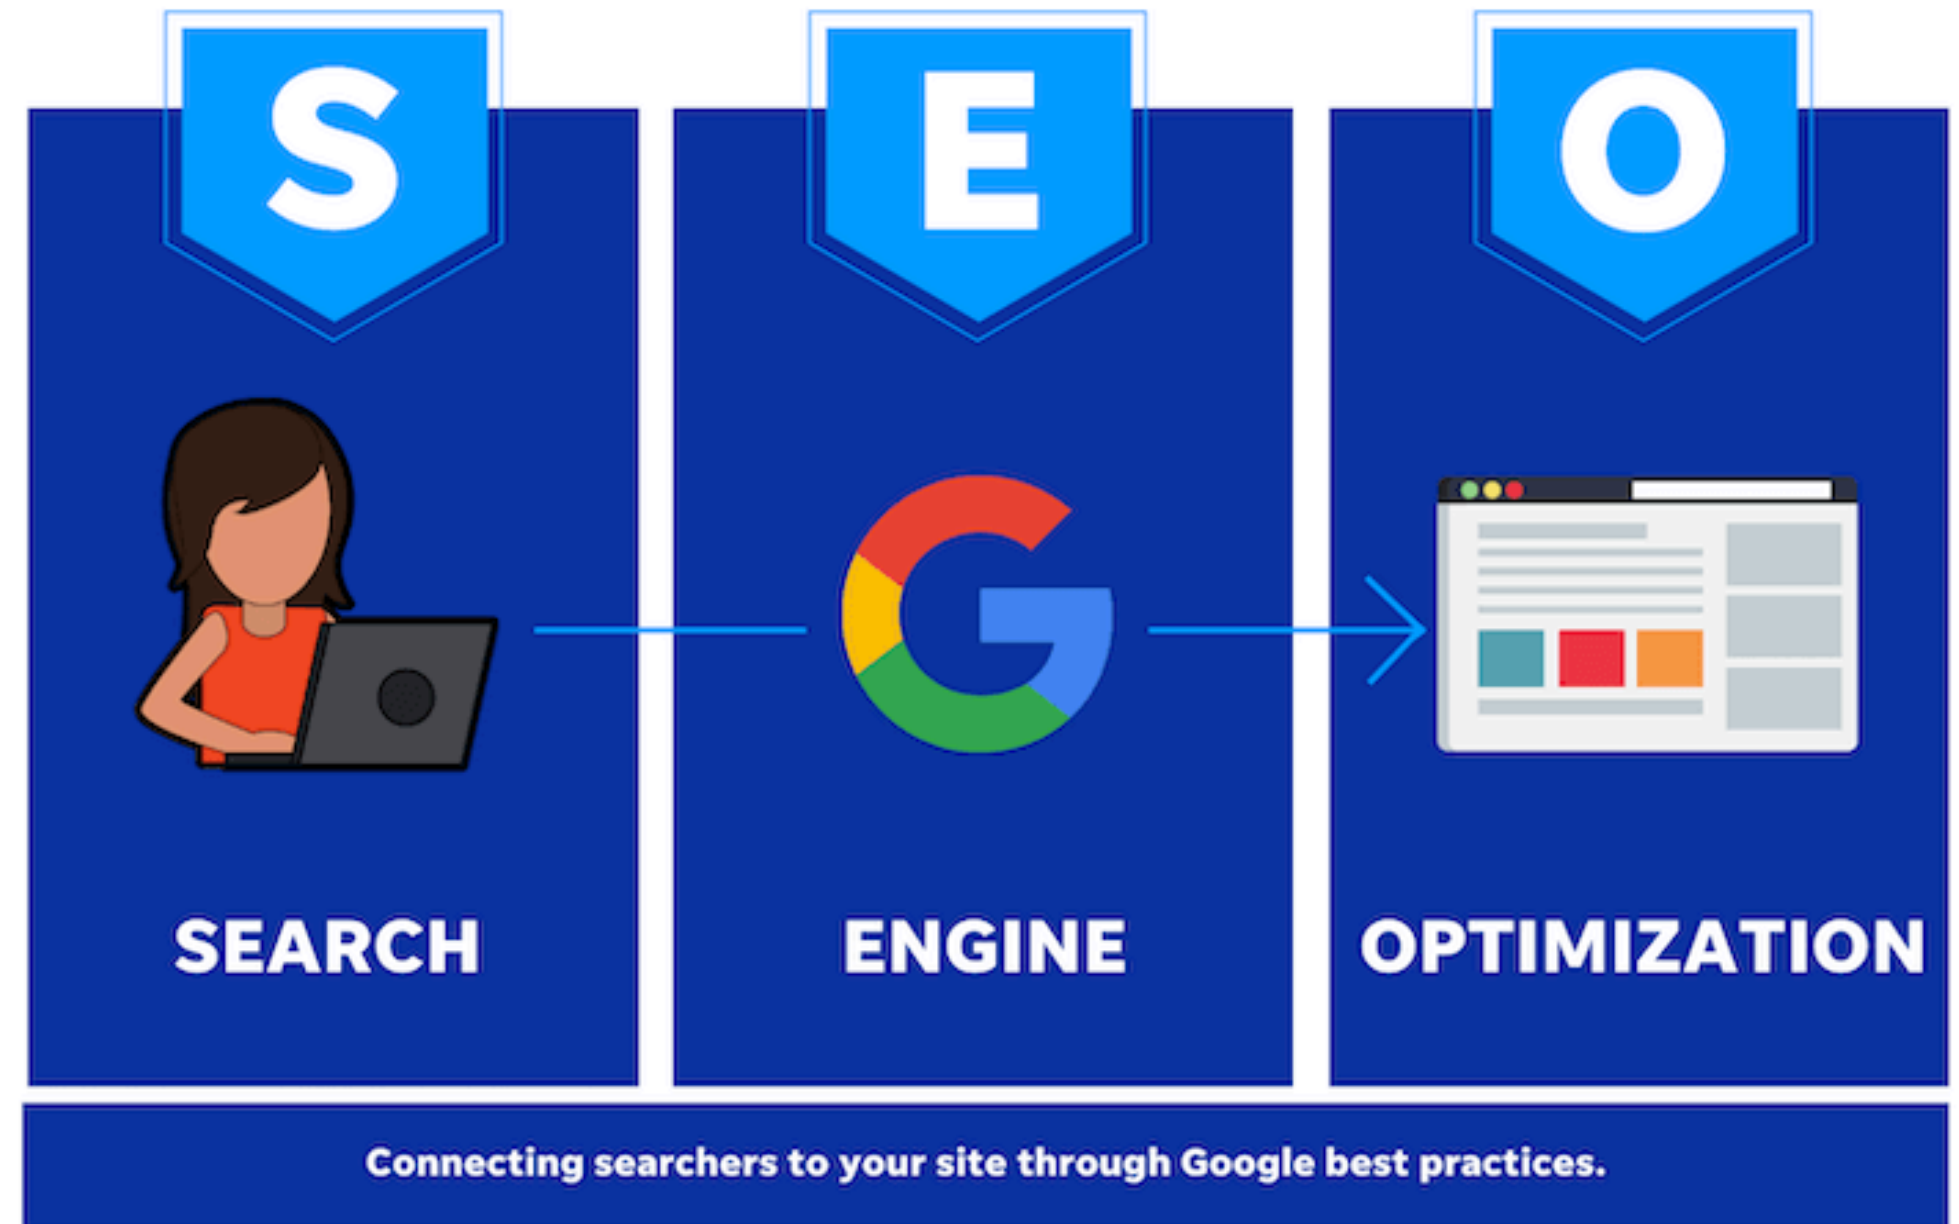 S
E
O
SEARCH
ENGINE
OPTIMIZATION
Connecting searchers to your site through Google best practices.